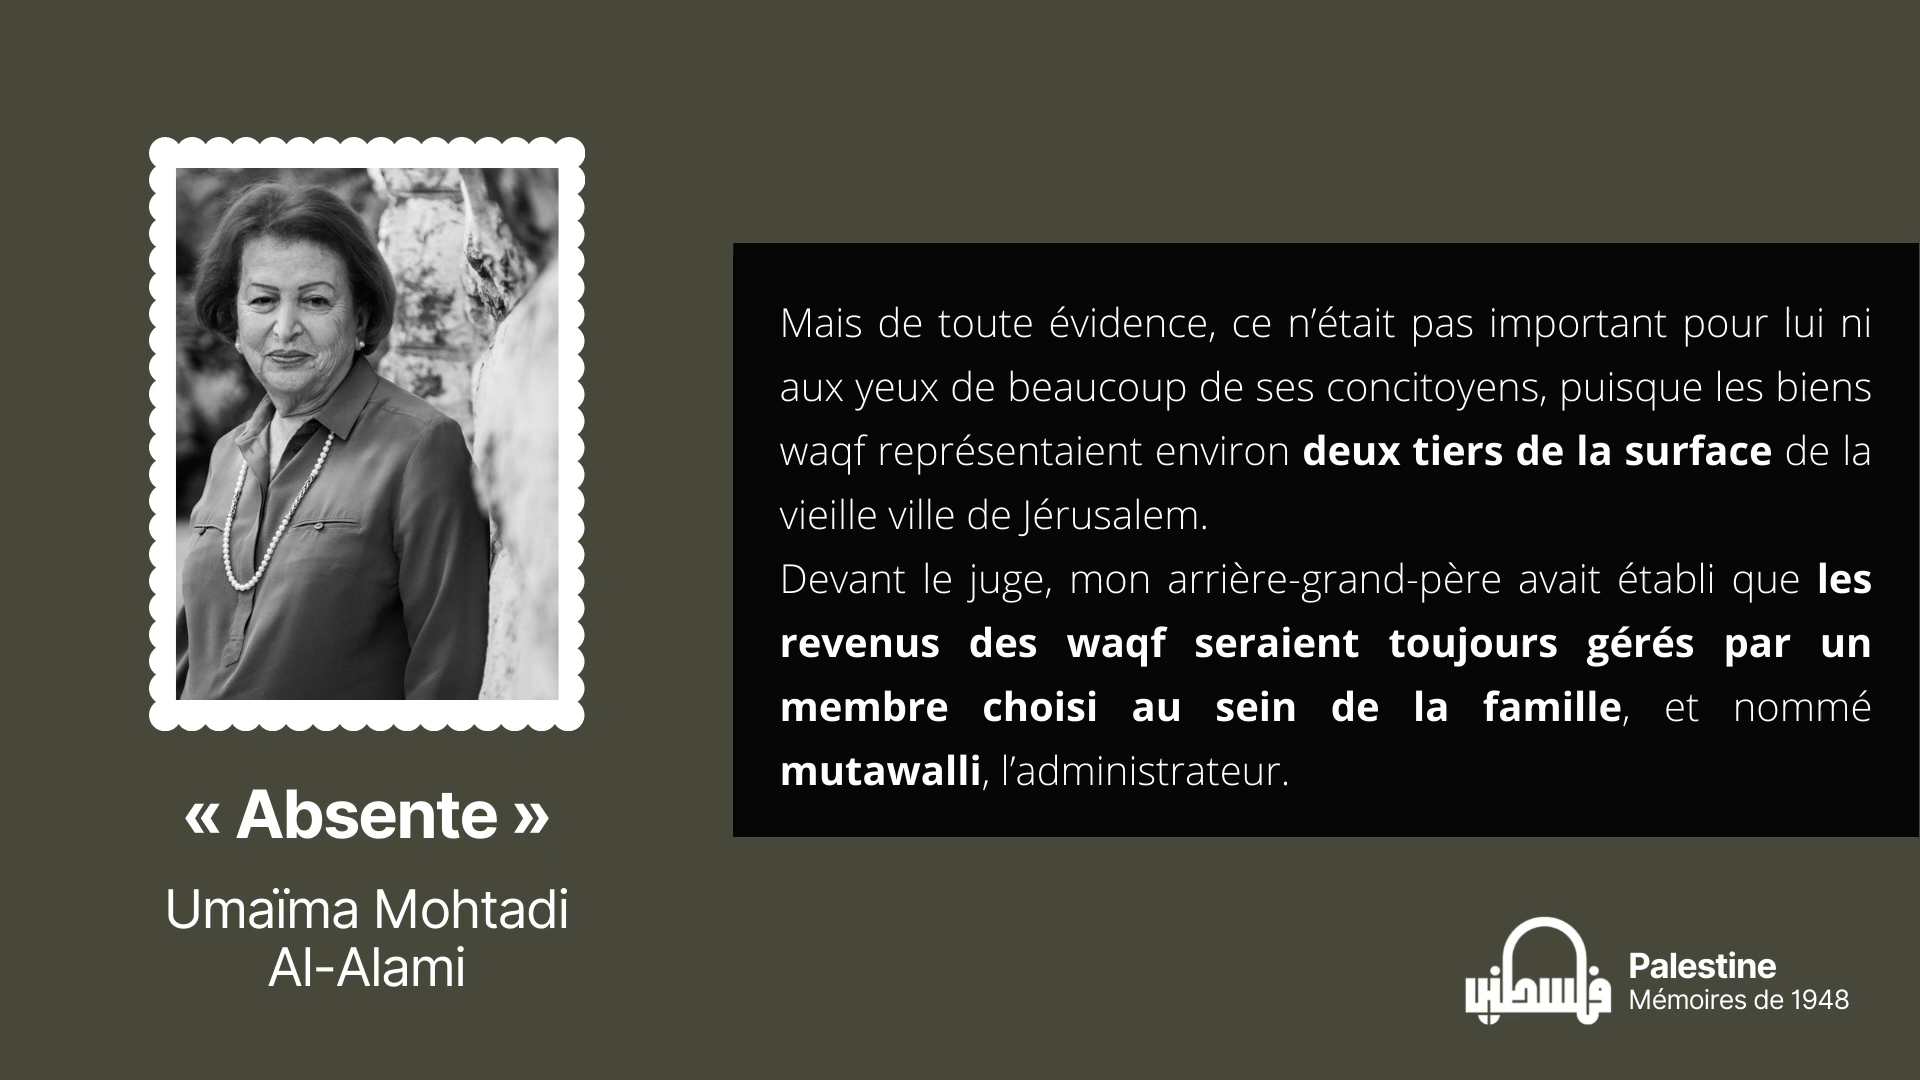 « Absente »
Umaïma Mohtadi
Al-Alami
Mais de toute évidence, ce n’était pas important pour lui ni
aux yeux de beaucoup de ses concitoyens, puisque les biens
waqf représentaient environ deux tiers de la surface de la
vieille ville de Jérusalem.
Devant le juge, mon arrière-grand-père avait établi que les
revenus des waqf seraient toujours gérés par un
membre choisi au sein de la famille, et nommé
mutawalli, l’administrateur.
فلسطين
Palestine
Mémoires de 1948